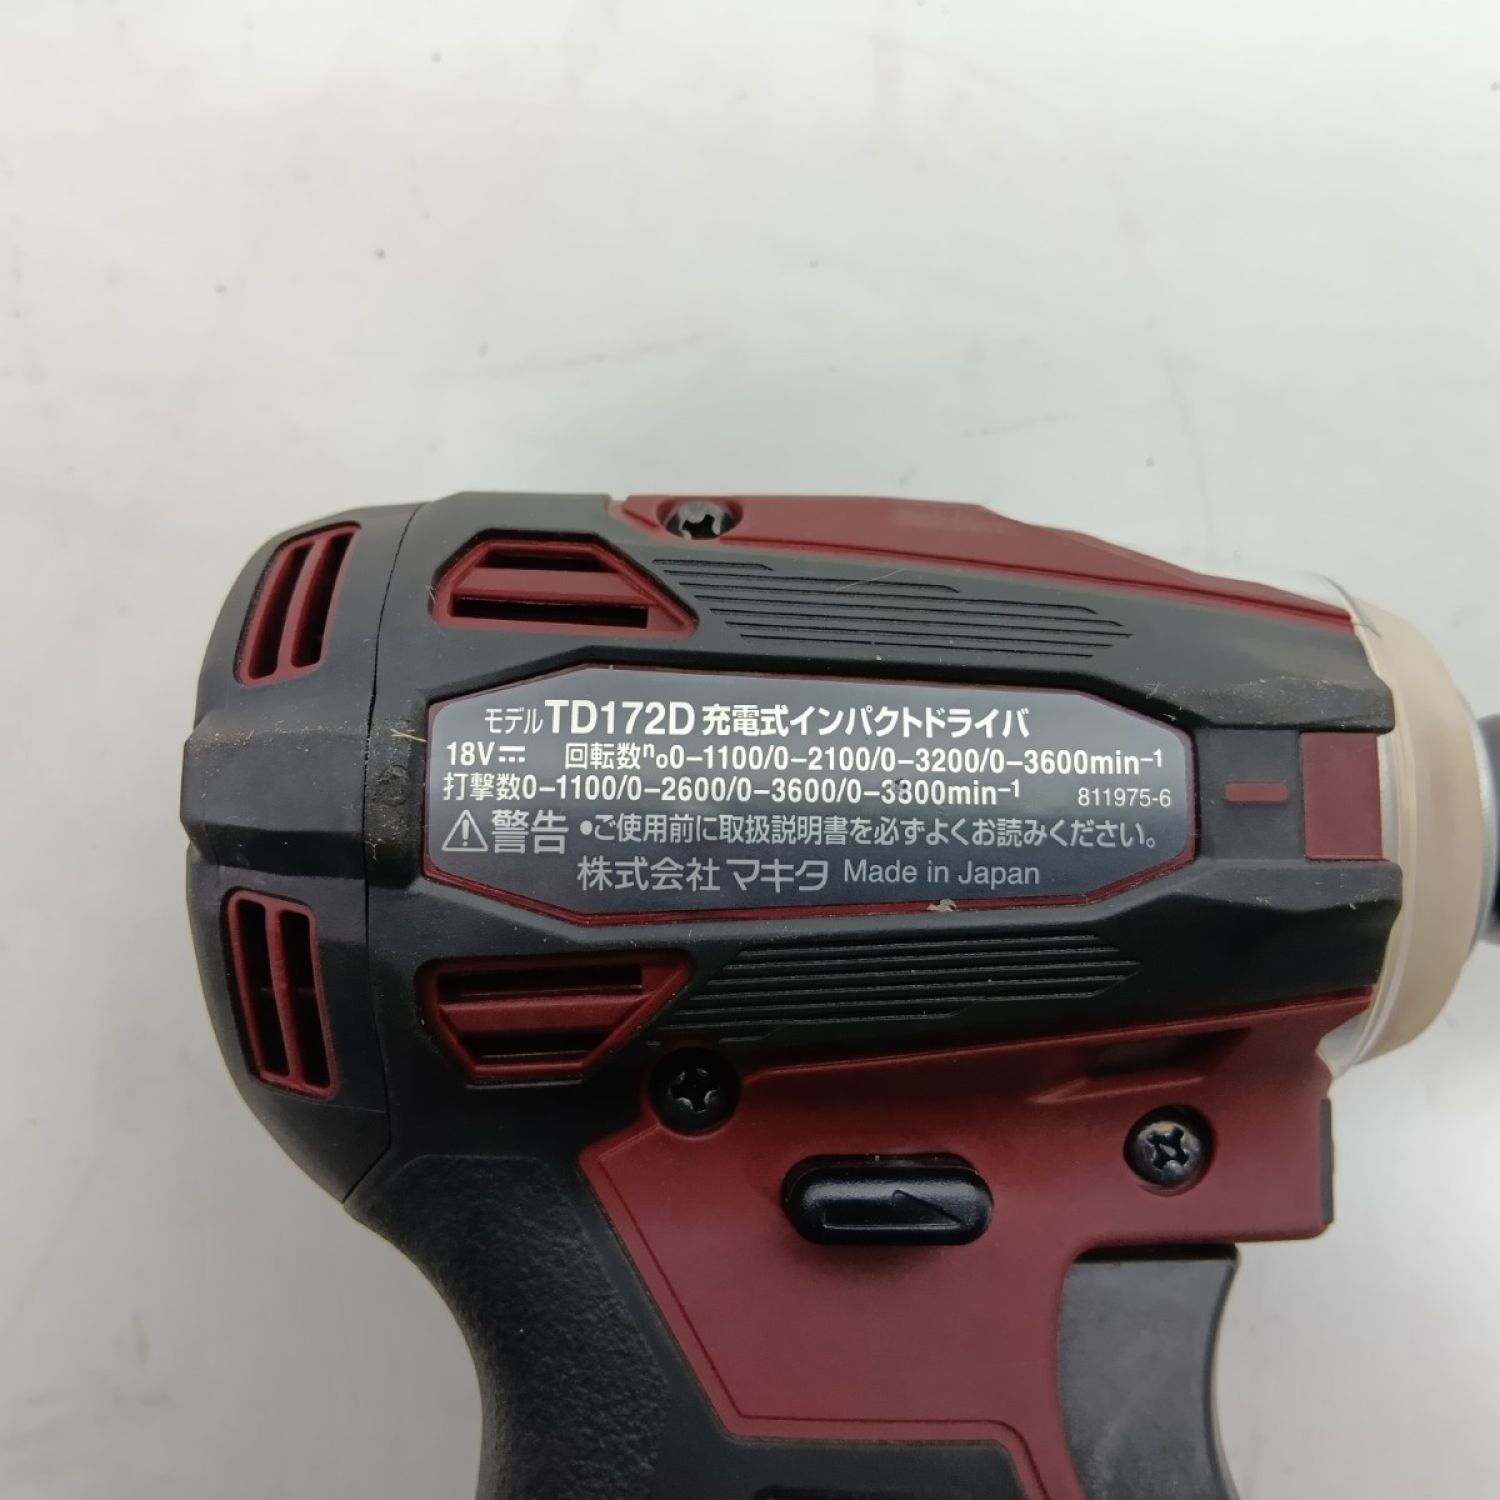 モデルTD172D 充電式インパクトドライバ
18V⎓ 回転数n₀0-1100/0-2100/0-3200/0-3600min⁻¹
打撃数0-1100/0-2600/0-3600/0-3800min⁻¹ 811975-6
⚠警告 •ご使用前に取扱説明書を必ずよくお読みください。
株式会社マキタ Made in Japan